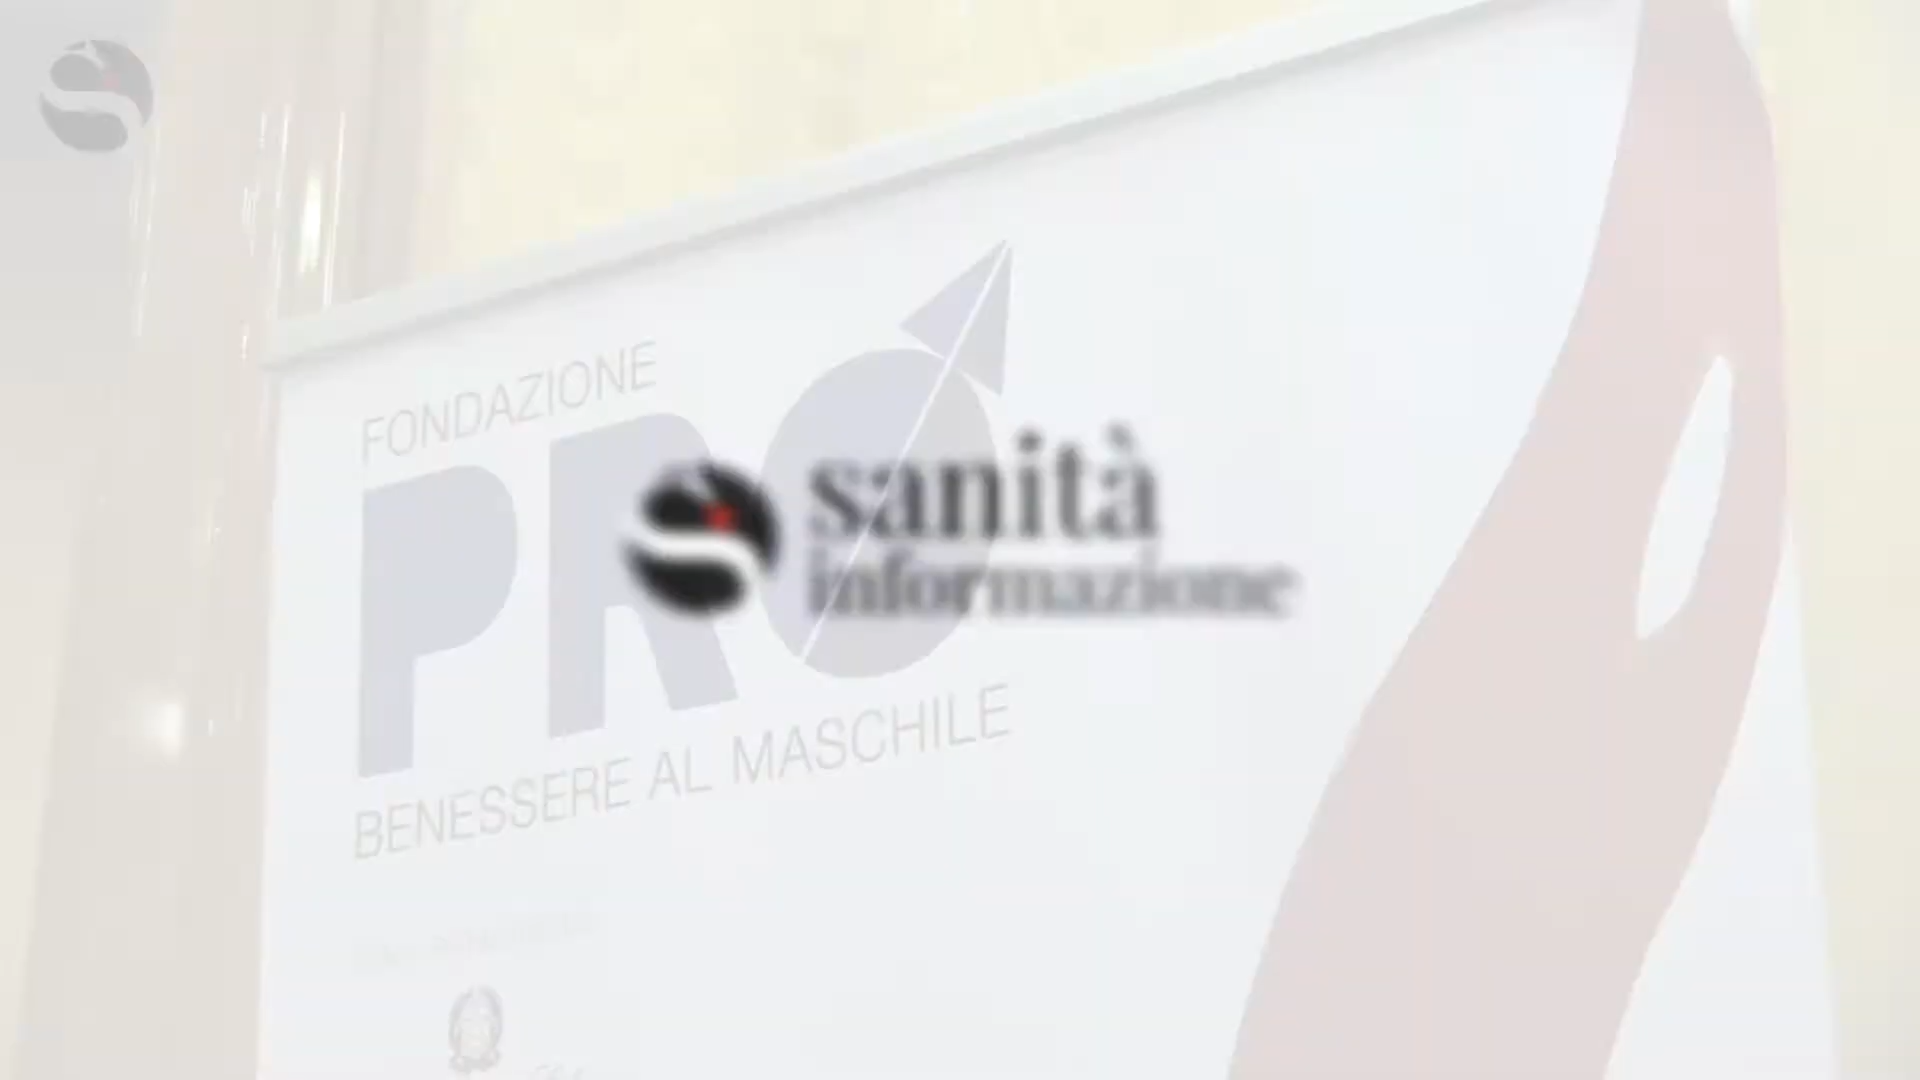 FONDAZIONE
PRO
sanità
informazione
BENESSERE AL MASCHILE